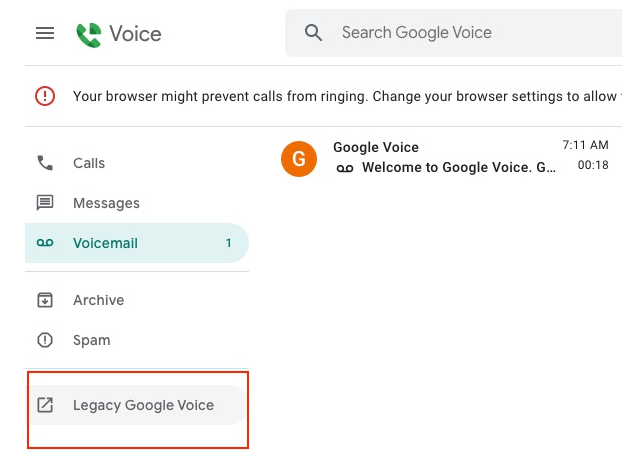 Voice
Search Google Voice
Your browser might prevent calls from ringing. Change your browser settings to allow
Calls
Messages
Voicemail 1
Archive
Spam
Legacy Google Voice
G
Google Voice 7:11 AM
Welcome to Google Voice. G... 00:18